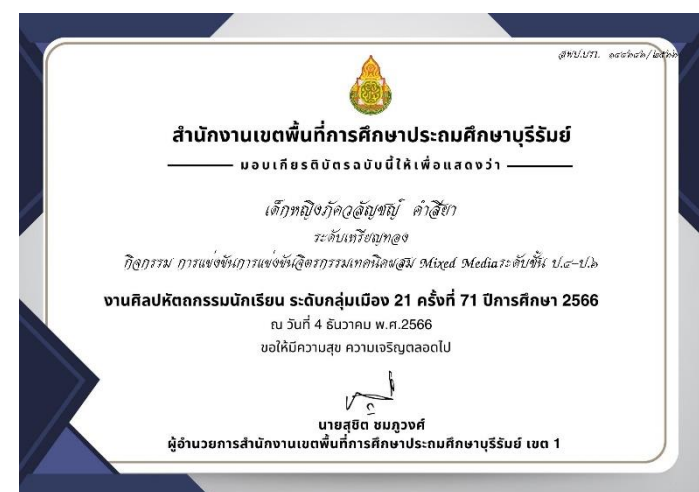 สพป.บร1.
สำนักงานเขตพื้นที่การศึกษาประถมศึกษาบุรีรัมย์
มอบเกียรติบัตรฉบับนี้ให้เพื่อแสดงว่า
เด็กหญิงภัควลัญชญ์ คำสียา
ระดับเหรียญทอง
กิจกรรม การแข่งขันการแข่งขันจิตรกรรมเทคนิคผสม Mixed Mediaระดับชั้น ป.๔-ป.๖
งานศิลปหัตถกรรมนักเรียน ระดับกลุ่มเมือง 21 ครั้งที่ 71 ปีการศึกษา 2566
ณ วันที่ 4 ธันวาคม พ.ศ.2566
ขอให้มีความสุข ความเจริญตลอดไป
นายสุชิต ชมภูวงศ์
ผู้อำนวยการสำนักงานเขตพื้นที่การศึกษาประถมศึกษาบุรีรัมย์ เขต 1